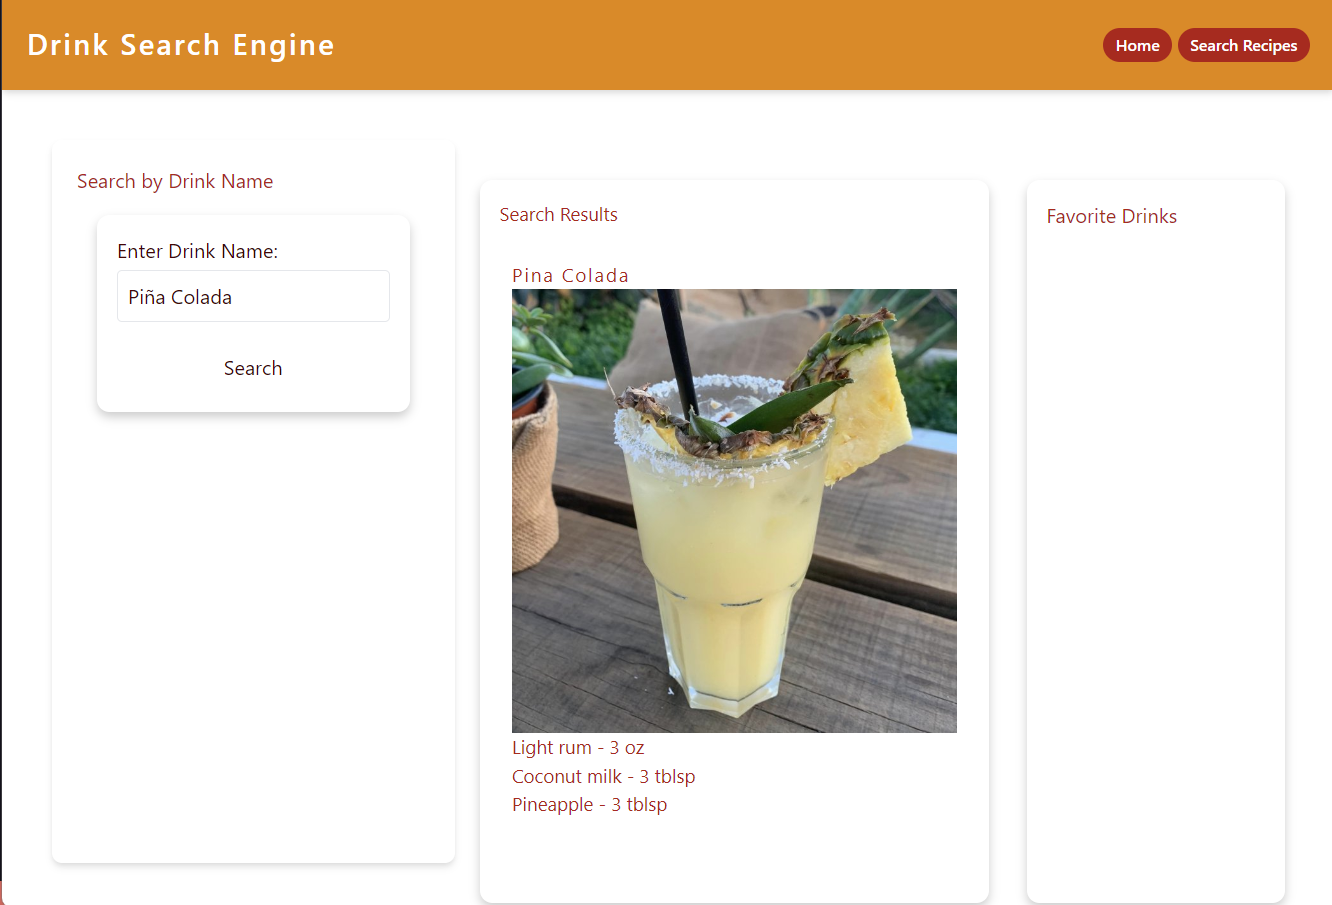 Drink Search Engine
Home
Search Recipes
Search by Drink Name
Enter Drink Name:
Piña Colada
Search
Search Results
Pina Colada
Light rum - 3 oz
Coconut milk - 3 tblsp
Pineapple - 3 tblsp
Favorite Drinks